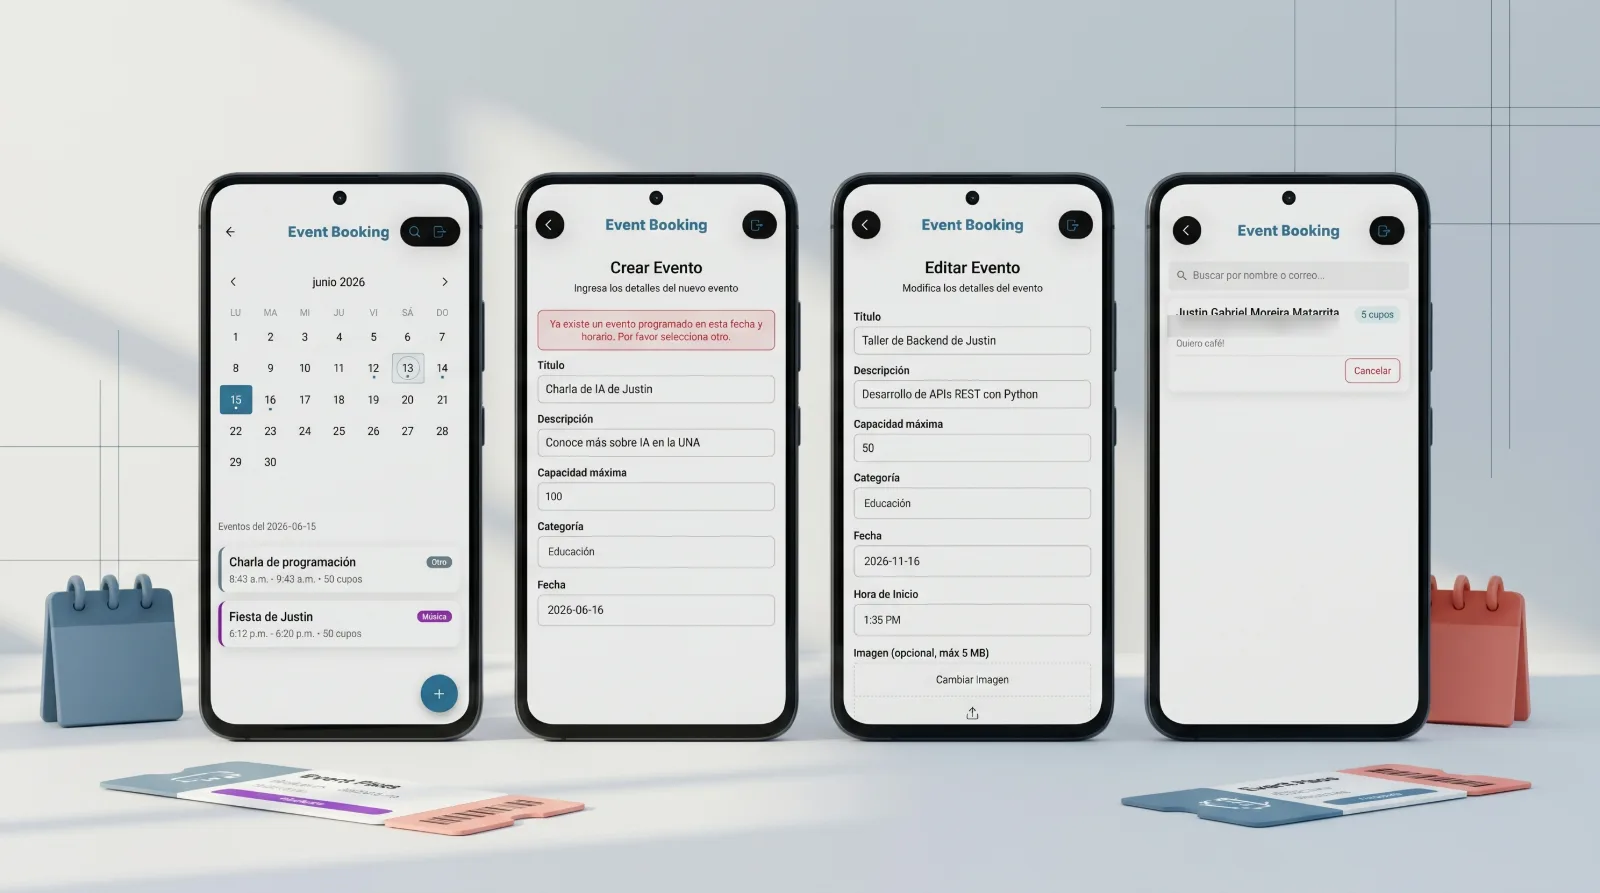 Event Booking
junio 2026
LU MA MI JU VI SÁ DO
1 2 3 4 5 6 7
8 9 10 11 12 13 14
15 16 17 18 19 20 21
22 23 24 25 26 27 28
29 30
Eventos del 2026-06-15
Charla de programación
Otro
8:43 a.m. - 9:43 a.m. • 50 cupos
Fiesta de Justin
Música
6:12 p.m. - 6:20 p.m. • 50 cupos
+
Event Booking
Crear Evento
Ingresa los detalles del nuevo evento
Ya existe un evento programado en esta fecha y
horario. Por favor selecciona otro.
Título
Charla de IA de Justin
Descripción
Conoce más sobre IA en la UNA
Capacidad máxima
100
Categoría
Educación
Fecha
2026-06-16
Event Booking
Editar Evento
Modifica los detalles del evento
Título
Taller de Backend de Justin
Descripción
Desarrollo de APIs REST con Python
Capacidad máxima
50
Categoría
Educación
Fecha
2026-11-16
Hora de Inicio
1:35 PM
Imagen (opcional, máx 5 MB)
Cambiar Imagen
Event Booking
Buscar por nombre o correo...
Justin Gabriel Moreira Matarrita
5 cupos
Quiero café!
Cancelar
Event
Event